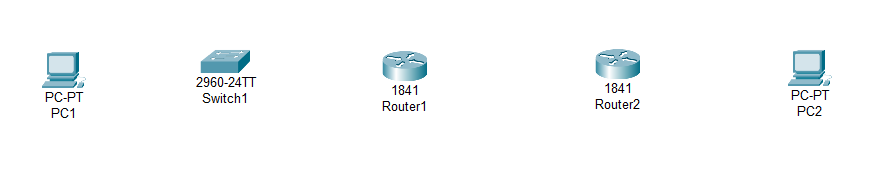 PC-PT
PC1
2960-24TT
Switch1
1841
Router1
1841
Router2
PC-PT
PC2